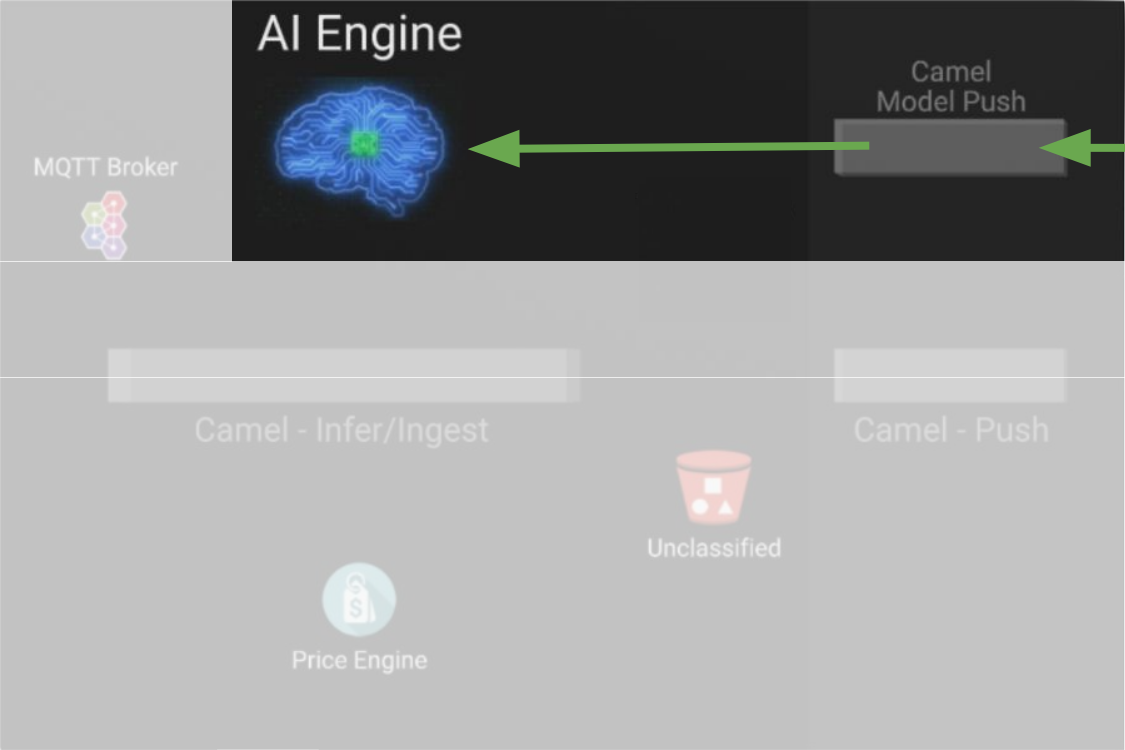 AI Engine
Camel
Model Push
MQTT Broker
Camel - Infer/Ingest
Camel - Push
Unclassified
$
Price Engine